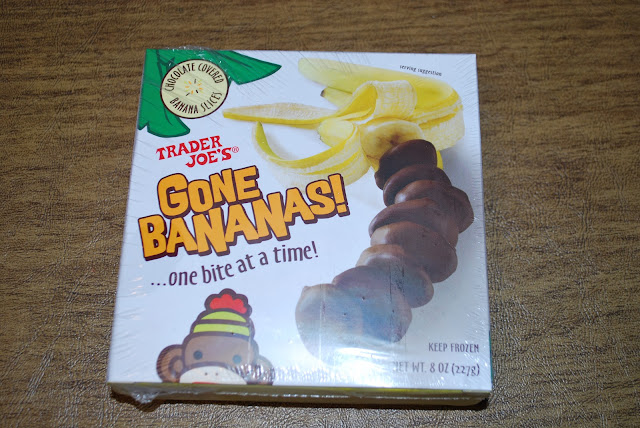 CHOCOLATE COVERED
BANANA SLICES
serving suggestion
TRADER
JOE'S®
GONE
BANANAS!
...one bite at a time!
KEEP FROZEN
NET WT. 8 OZ (227g)